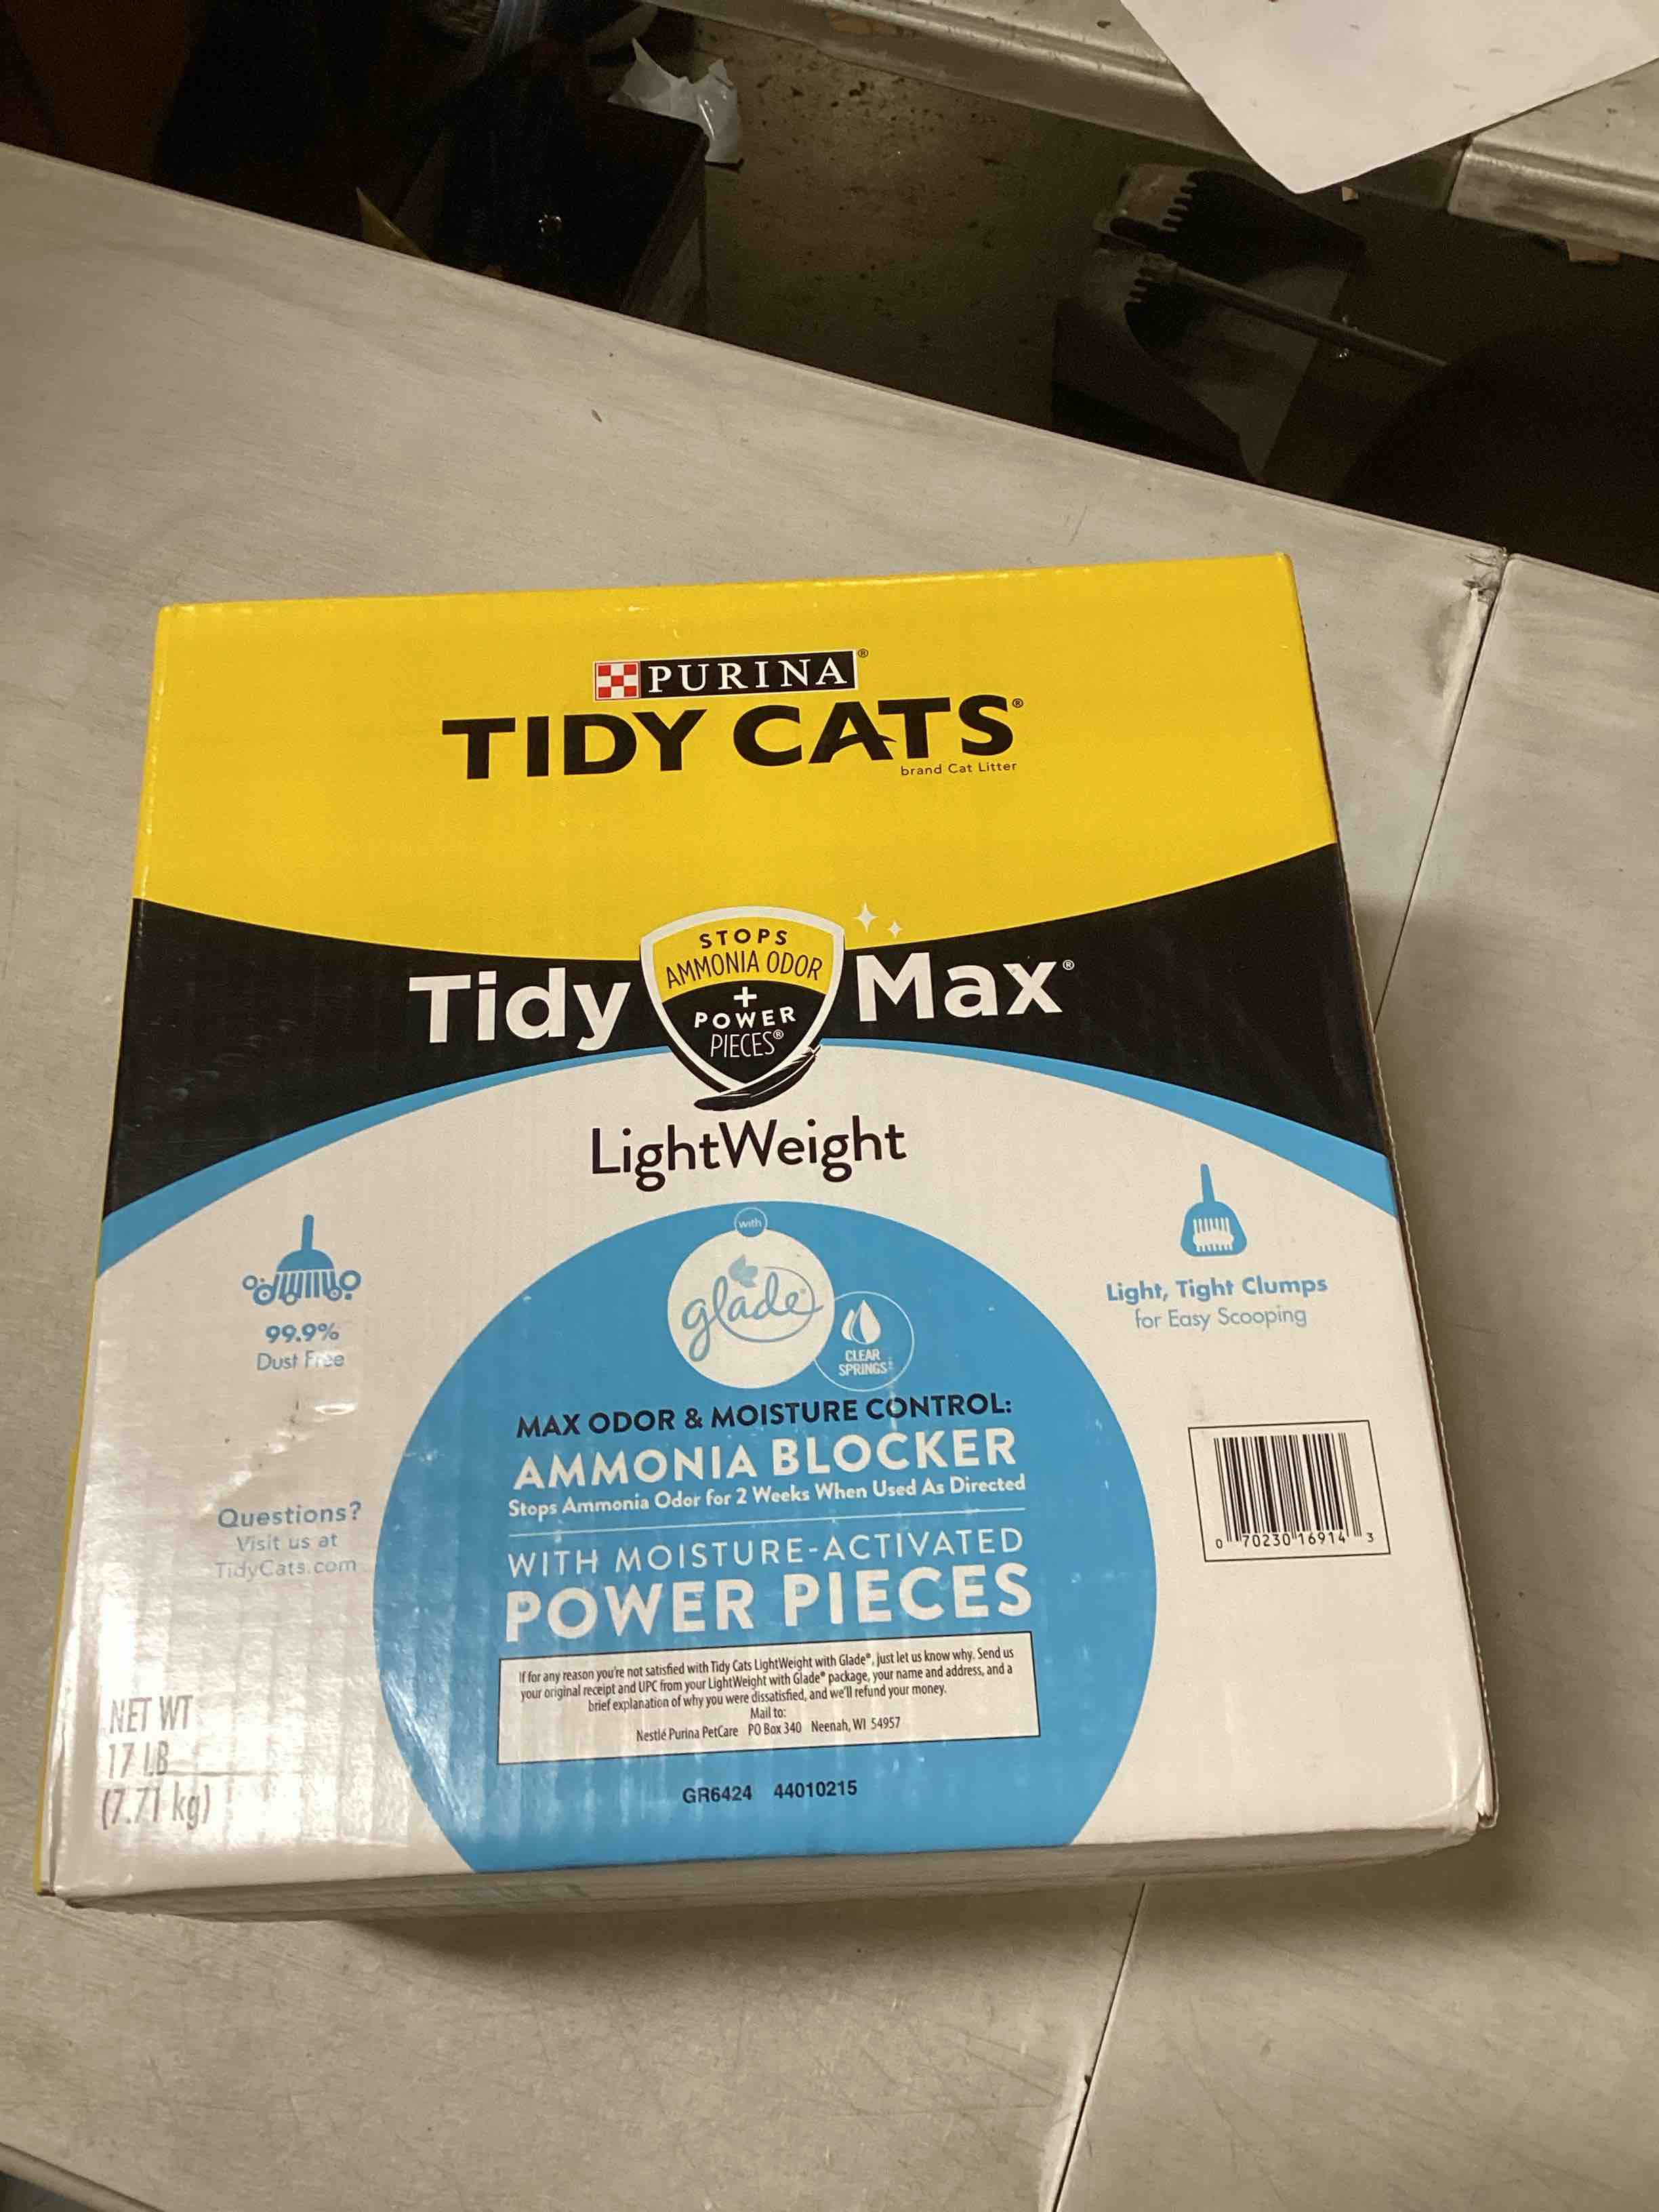 PURINA®
TIDY CATS®
brand Cat Litter
STOPS
AMMONIA ODOR
+
POWER
PIECES®
Tidy Max®
LightWeight
with
glade
CLEAR
SPRINGS
99.9%
Dust Free
Light, Tight Clumps
for Easy Scooping
MAX ODOR & MOISTURE CONTROL:
AMMONIA BLOCKER
Stops Ammonia Odor for 2 Weeks When Used As Directed
WITH MOISTURE-ACTIVATED
POWER PIECES
Questions?
Visit us at
TidyCats.com
0 70230 16914 3
If for any reason you're not satisfied with Tidy Cats LightWeight with Glade®, just let us know why. Send us
your original receipt and UPC from your LightWeight with Glade® package, your name and address, and a
brief explanation of why you were dissatisfied, and we'll refund your money.
Mail to:
Nestlé Purina PetCare PO Box 340 Neenah, WI 54957
NET WT
17 LB
(7.71 kg)
GR6424 44010215